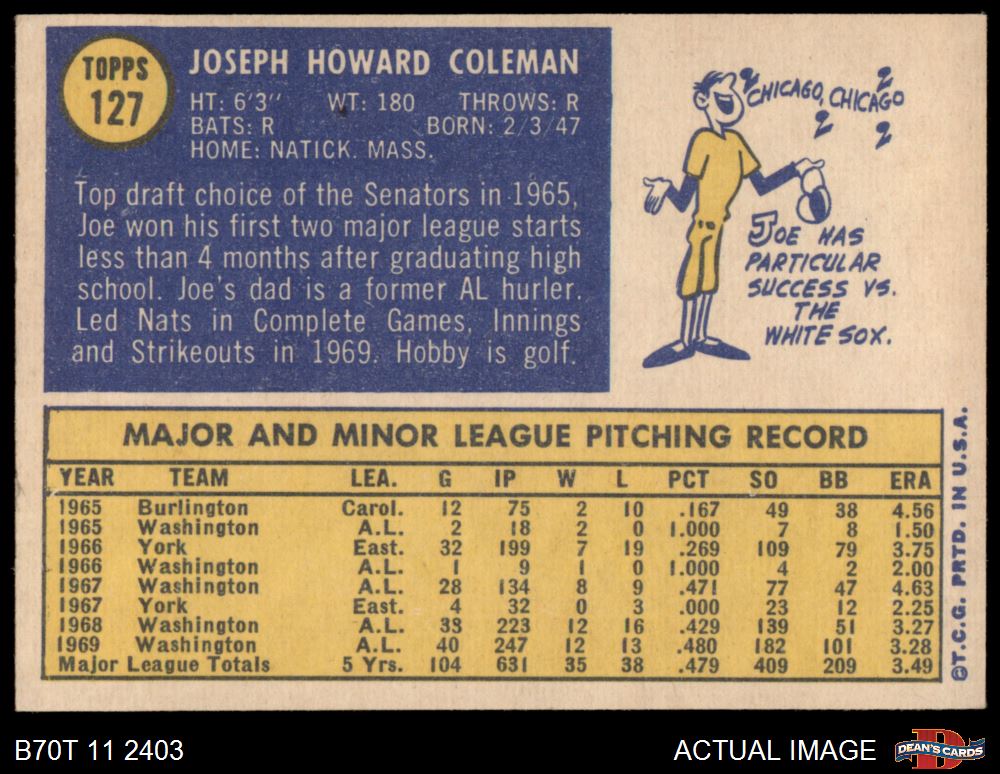 TOPPS
127
JOSEPH HOWARD COLEMAN
HT: 6'3" WT: 180 THROWS: R
BATS: R BORN: 2/3/47
HOME: NATICK. MASS.
Top draft choice of the Senators in 1965,
Joe won his first two major league starts
less than 4 months after graduating high
school. Joe's dad is a former AL hurler.
Led Nats in Complete Games, Innings
and Strikeouts in 1969. Hobby is golf.
CHICAGO, CHICAGO
JOE HAS
PARTICULAR
SUCCESS VS.
THE
WHITE SOX.
MAJOR AND MINOR LEAGUE PITCHING RECORD
YEAR TEAM LEA. G IP W L PCT SO BB ERA
1965 Burlington Carol. 12 75 2 10 .167 49 38 4.56
1965 Washington A.L. 2 18 2 0 1.000 7 8 1.50
1966 York East. 32 199 7 19 .269 109 79 3.75
1966 Washington A.L. 1 9 1 0 1.000 4 2 2.00
1967 Washington A.L. 28 134 8 9 .471 77 47 4.63
1967 York East. 4 32 0 3 .000 23 12 2.25
1968 Washington A.L. 33 223 12 16 .429 139 51 3.27
1969 Washington A.L. 40 247 12 13 .480 182 101 3.28
Major League Totals 5 Yrs. 104 631 35 38 .479 409 209 3.49
©T.C.G. PRTD. IN U.S.A.
B70T 11 2403
ACTUAL IMAGE
D
DEAN'S CARDS